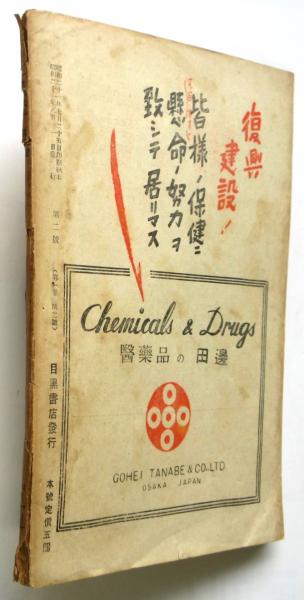 復興
建設!
皆様ノ保健ニ
懸命ノ努力ヲ
致シテ居リマス
Chemicals & Drugs
醫藥品の田邊
GOHEI TANABE & CO., LTD.
OSAKA JAPAN
第二號
目黑書店發行
本號定價五圓